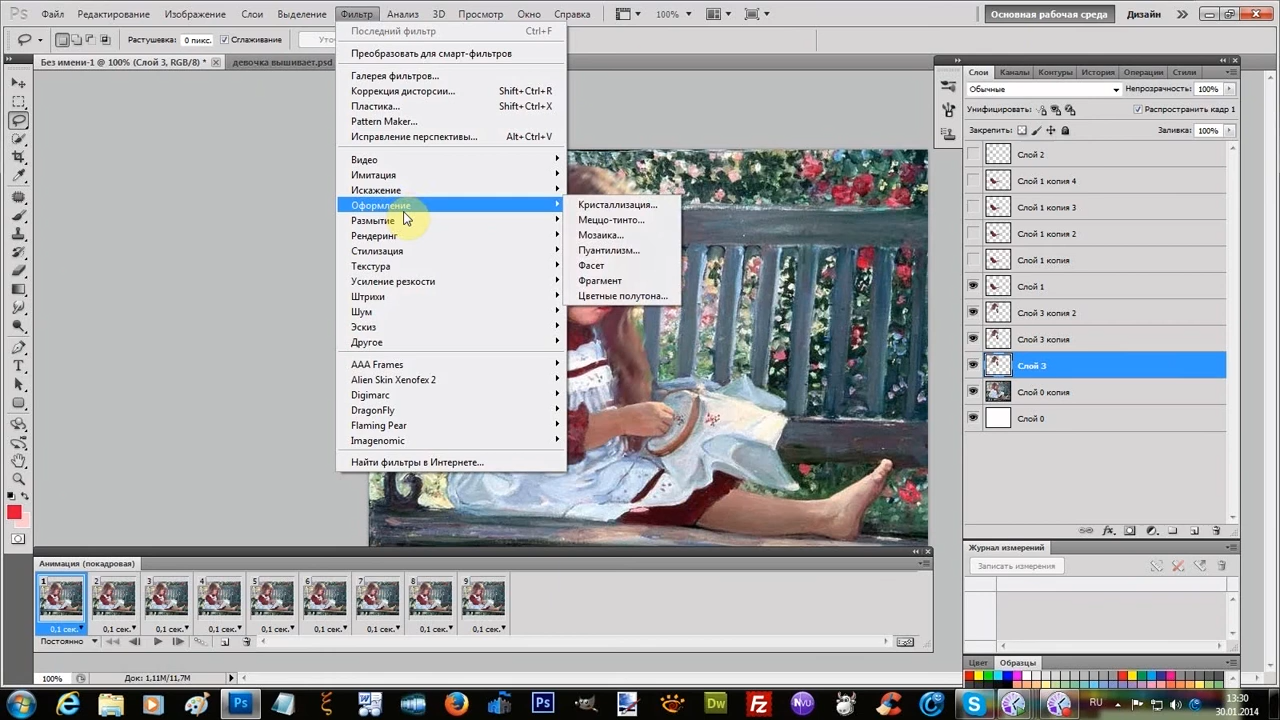 Ps Файл Редактирование Изображение Слои Выделение Фильтр Анализ 3D Просмотр Окно Справка 100% Основная рабочая среда Дизайн
Растушевка: 0 пикс. Сглаживание
Без имени-1 @ 100% (Слой 3, RGB/8) * девочка вышивает.psd
Последний фильтр Ctrl+F
Преобразовать для смарт-фильтров
Галерея фильтров...
Коррекция дисторсии... Shift+Ctrl+R
Пластика... Shift+Ctrl+X
Pattern Maker...
Исправление перспективы... Alt+Ctrl+V
Видео
Имитация
Искажение
Оформление
Размытие
Рендеринг
Стилизация
Текстура
Усиление резкости
Штрихи
Шум
Эскиз
Другое
AAA Frames
Alien Skin Xenofex 2
Digimarc
DragonFly
Flaming Pear
Imagenomic
Найти фильтры в Интернете...
Кристаллизация...
Меццо-тинто...
Мозаика...
Пуантилизм...
Фасет
Фрагмент
Цветные полутона...
Слои Каналы Контуры История Операции Стили
Обычные Непрозрачность: 100%
Унифицировать: Распространить кадр 1
Закрепить: Заливка: 100%
Слой 2
Слой 1 копия 4
Слой 1 копия 3
Слой 1 копия 2
Слой 1 копия
Слой 1
Слой 3 копия 2
Слой 3 копия
Слой 3
Слой 0 копия
Слой 0
fx
Журнал измерений
Записать измерения
Цвет Образцы
Анимация (покадровая)
1 2 3 4 5 6 7 8 9
0,1 сек. 0,1 сек. 0,1 сек. 0,1 сек. 0,1 сек. 0,1 сек. 0,1 сек. 0,1 сек. 0,1 сек.
Постоянно
100% Док: 1,11M/11,7M
Ps Ps Dw Fz Nvu RU 13:30
30.01.2014